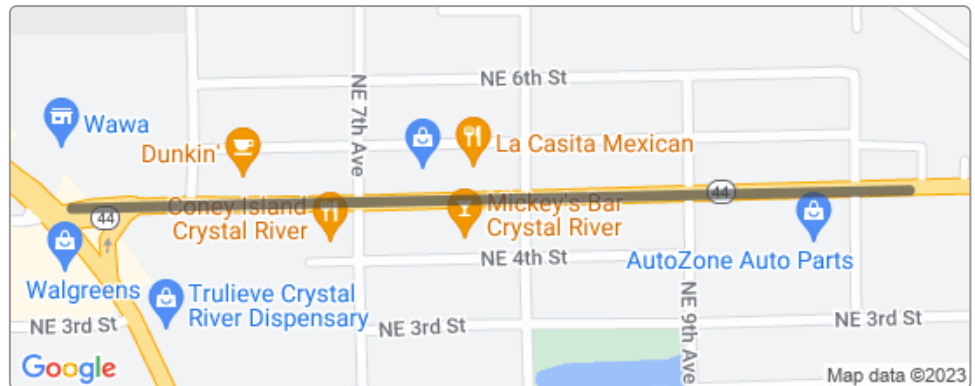 NE 6th St
NE 7th Ave
Wawa
Dunkin'
La Casita Mexican
44
44
Coney Island
Crystal River
Mickey's Bar
Crystal River
NE 4th St
AutoZone Auto Parts
Walgreens
Trulieve Crystal
River Dispensary
NE 9th Ave
NE 3rd St
NE 3rd St
NE 3rd St
Google
Map data ©2023